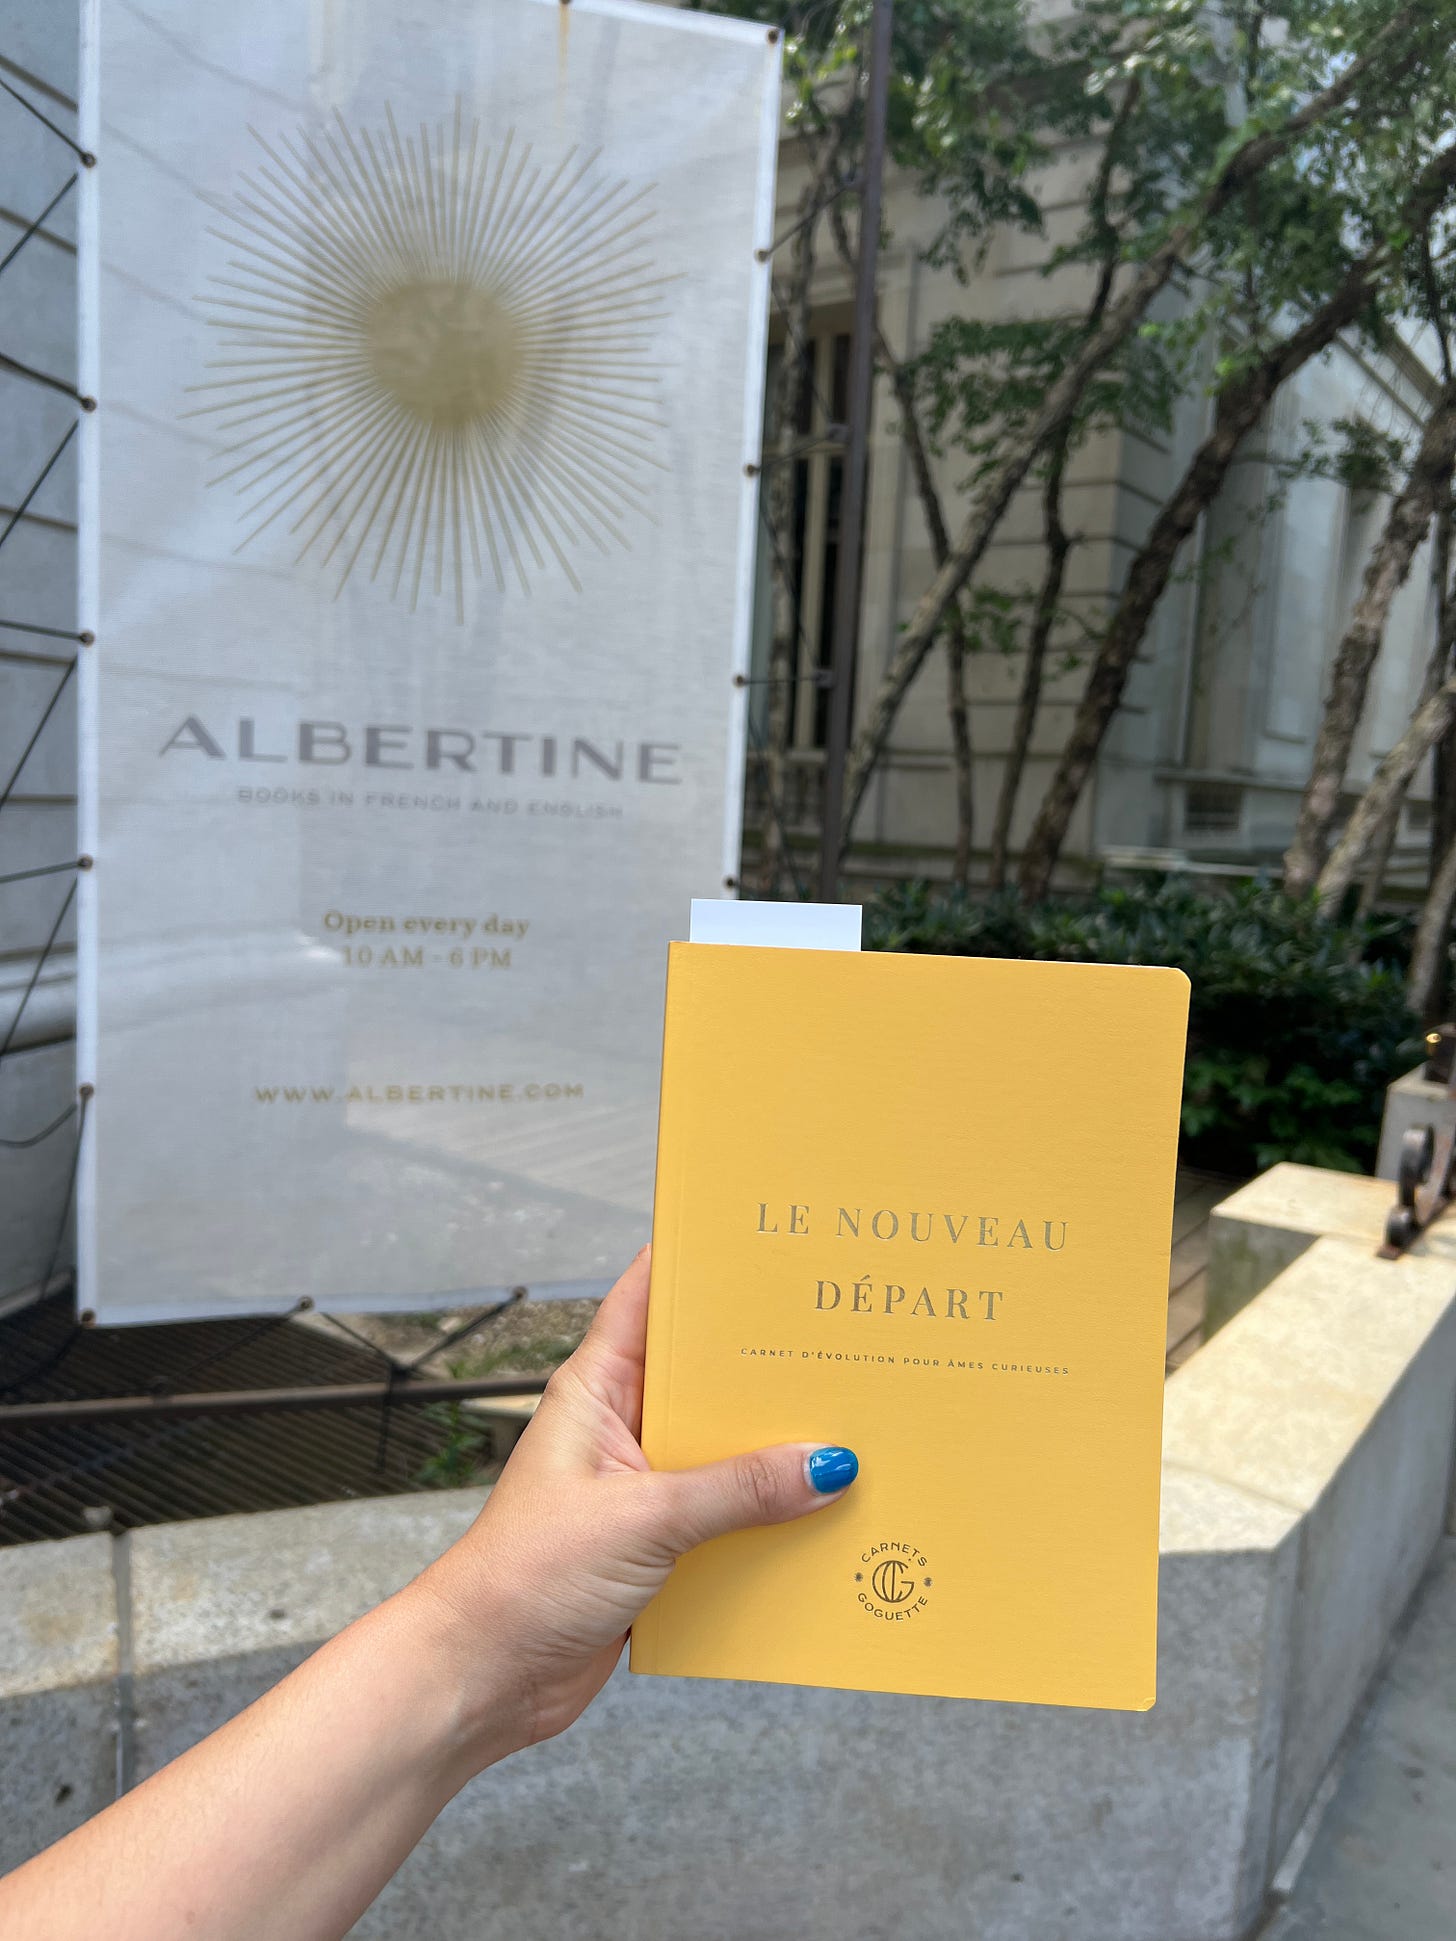 ALBERTINE
BOOKS IN FRENCH AND ENGLISH
Open every day
10 AM - 6 PM
WWW.ALBERTINE.COM
LE NOUVEAU
DÉPART
CARNET D'ÉVOLUTION POUR ÂMES CURIEUSES
CARNETS
CG
GOGUETTE